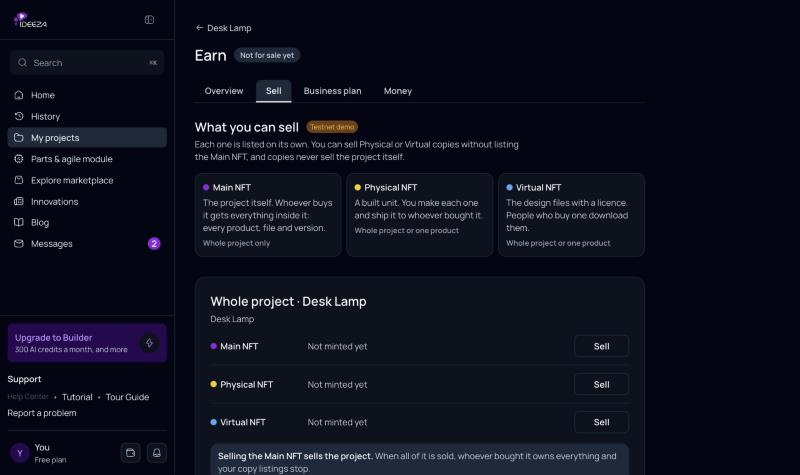 IDEEZA
Search
⌘K
Home
History
My projects
Parts & agile module
Explore marketplace
Innovations
Blog
Messages
2
Upgrade to Builder
300 AI credits a month, and more
Support
Help Center • Tutorial • Tour Guide
Report a problem
Y
You
Free plan
← Desk Lamp
Earn
Not for sale yet
Overview
Sell
Business plan
Money
What you can sell
Testnet demo
Each one is listed on its own. You can sell Physical or Virtual copies without listing
the Main NFT, and copies never sell the project itself.
Main NFT
The project itself. Whoever buys
it gets everything inside it:
every product, file and version.
Whole project only
Physical NFT
A built unit. You make each one
and ship it to whoever bought it.
Whole project or one product
Virtual NFT
The design files with a licence.
People who buy one download
them.
Whole project or one product
Whole project · Desk Lamp
Desk Lamp
Main NFT
Not minted yet
Sell
Physical NFT
Not minted yet
Sell
Virtual NFT
Not minted yet
Sell
Selling the Main NFT sells the project. When all of it is sold, whoever bought it owns everything and
your copy listings stop.